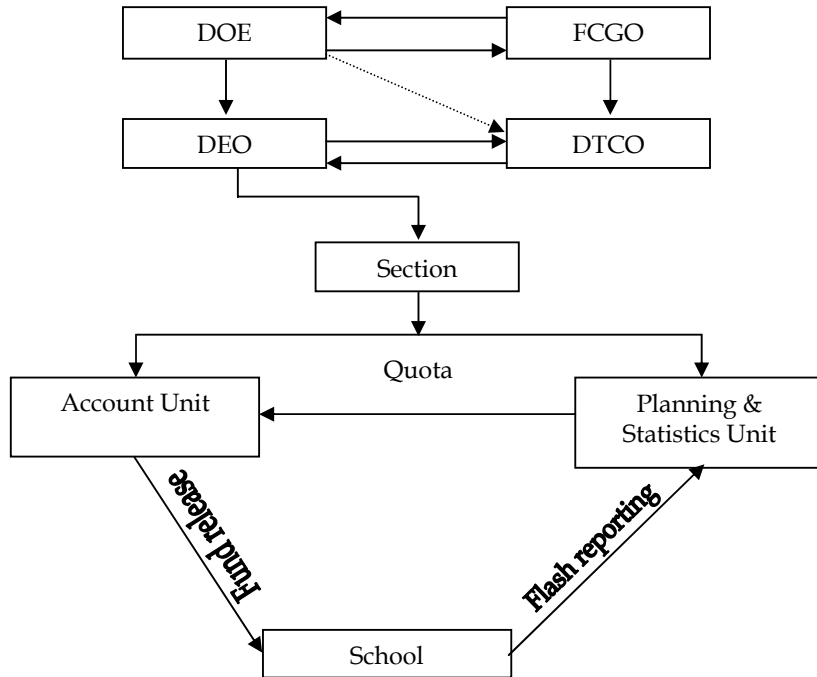 DOE
FCGO
DEO
DTCO
Section
Quota
Account Unit
Planning &
Statistics Unit
Fund release
Flash reporting
School